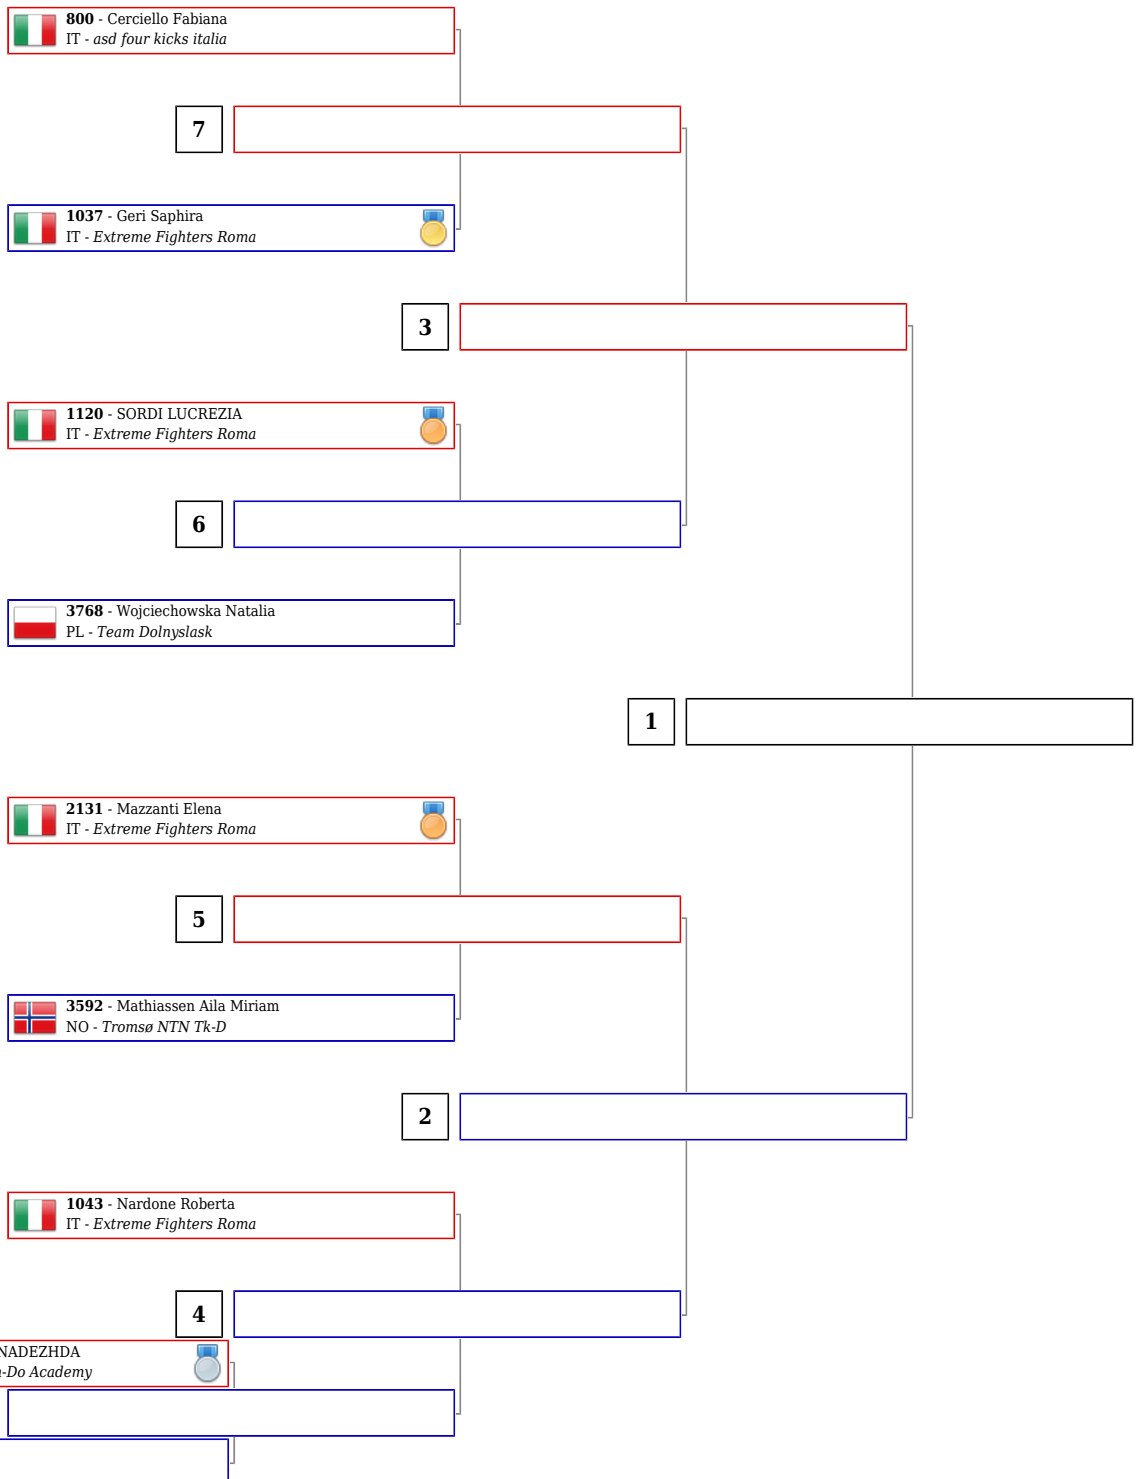 800 - Cerciello Fabiana
IT - asd four kicks italia
7
1037 - Geri Saphira
IT - Extreme Fighters Roma
3
1120 - SORDI LUCREZIA
IT - Extreme Fighters Roma
6
3768 - Wojciechowska Natalia
PL - Team Dolnyslask
1
2131 - Mazzanti Elena
IT - Extreme Fighters Roma
5
3592 - Mathiassen Aila Miriam
NO - Tromsø NTN Tk-D
2
1043 - Nardone Roberta
IT - Extreme Fighters Roma
4
NADEZHDA
-Do Academy